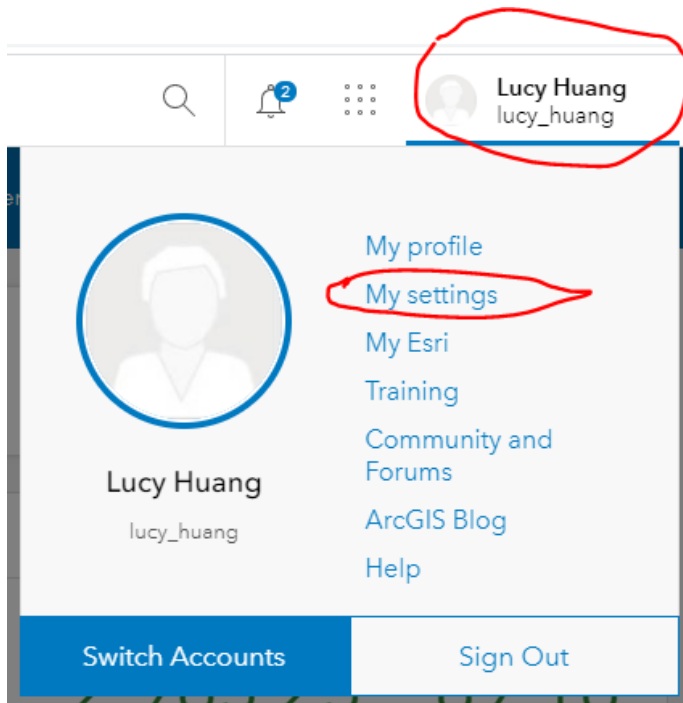 2
Lucy Huang
lucy_huang
My profile
My settings
My Esri
Training
Community and
Forums
ArcGIS Blog
Help
Lucy Huang
lucy_huang
Switch Accounts
Sign Out